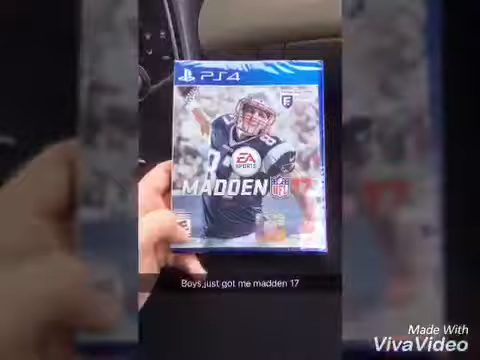 PS4
EA
SPORTS
MADDEN
NFL
17
Boys,just got me madden 17
Made With
VivaVideo